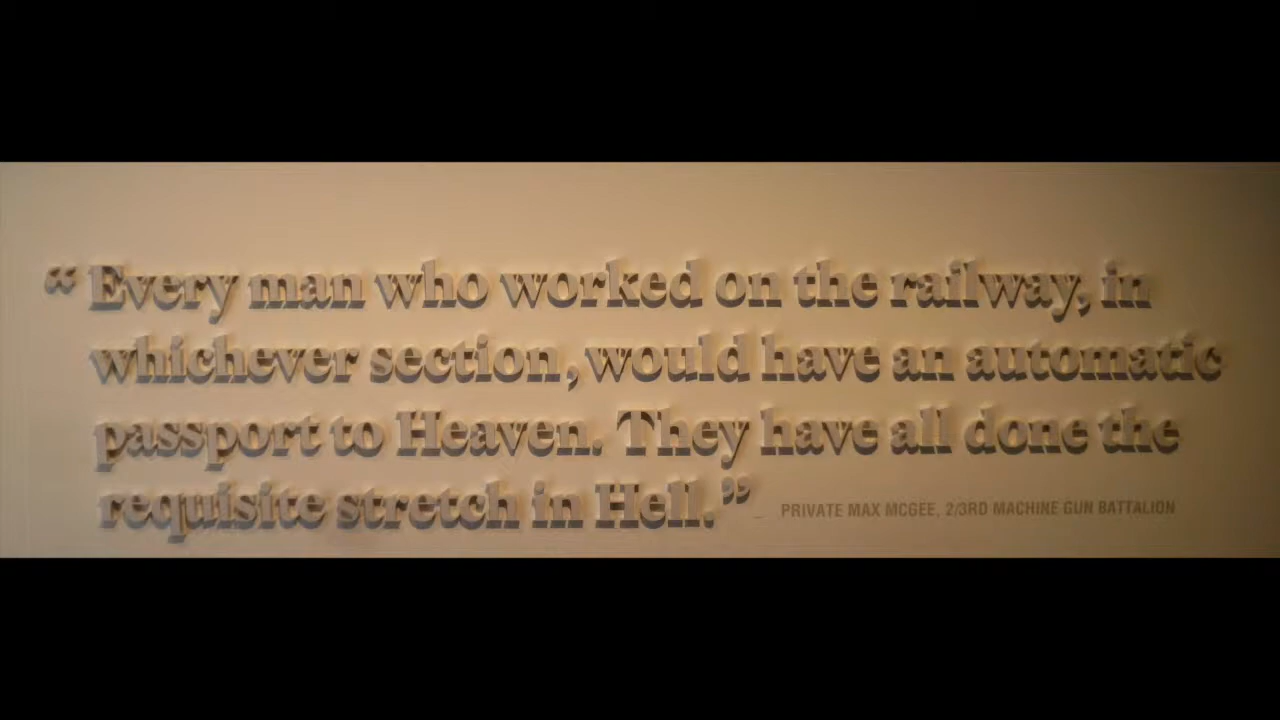 “ Every man who worked on the railway, in
whichever section, would have an automatic
passport to Heaven. They have all done the
requisite stretch in Hell.”
PRIVATE MAX MCGEE, 2/3RD MACHINE GUN BATTALION